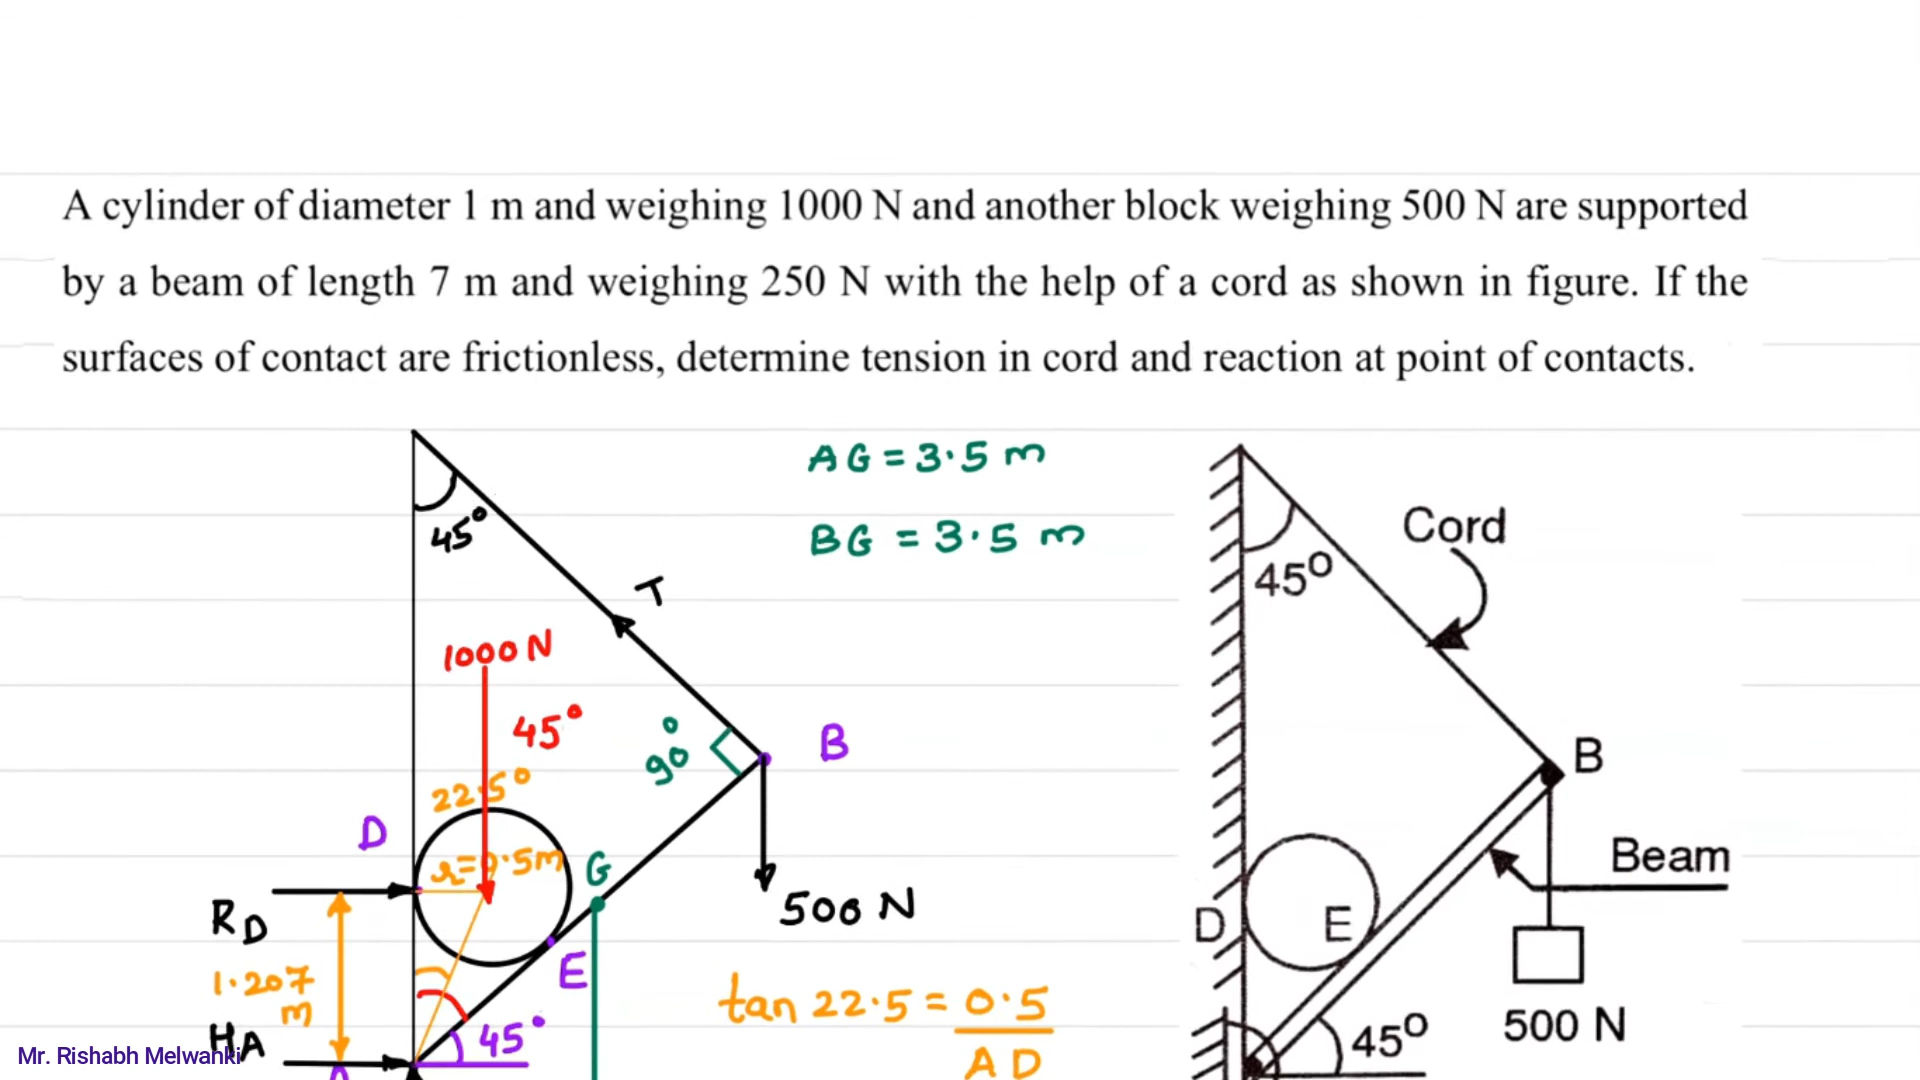 A cylinder of diameter 1 m and weighing 1000 N and another block weighing 500 N are supported
by a beam of length 7 m and weighing 250 N with the help of a cord as shown in figure. If the
surfaces of contact are frictionless, determine tension in cord and reaction at point of contacts.
AG = 3.5 m
BG = 3.5 m
45°
T
1000 N
45°
90°
B
22.5°
D
r=0.5m
G
500 N
R_D
E
1.207
m
tan 22.5 = 0.5
AD
H_A
45°
Cord
45°
B
Beam
D
E
500 N
45°
Mr. Rishabh Melwanki